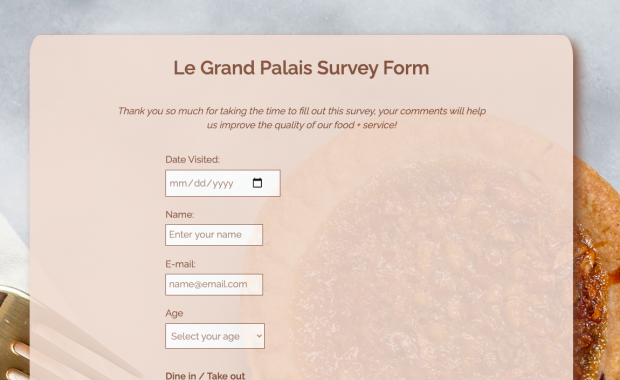 Le Grand Palais Survey Form
Thank you so much for taking the time to fill out this survey, your comments will help
us improve the quality of our food + service!
Date Visited:
mm/dd/yyyy
Name:
Enter your name
E-mail:
name@email.com
Age
Select your age
Dine in / Take out